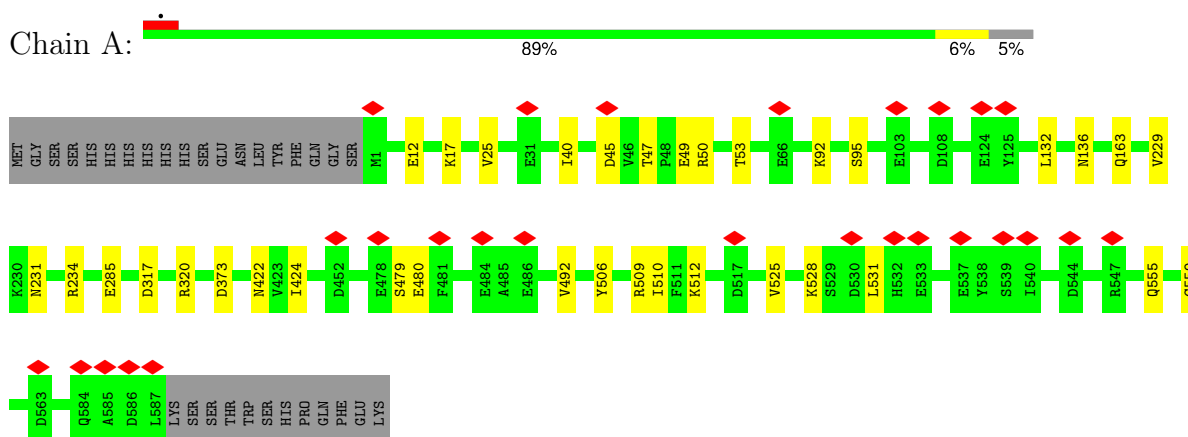 Chain A:
89% 6% 5%
MET GLY SER SER HIS HIS HIS HIS HIS HIS SER GLU ASN LEU TYR PHE GLN GLY SER M1 E12 K17 V25 E31 I40 D45 V46 T47 P48 E49 R50 T53 E66 K92 S95 E103 D108 E124 Y125 L132 N136 Q163 V229
K230 N231 R234 E285 D317 R320 D373 N422 V423 I424 D452 E478 S479 E480 F481 E484 A485 E486 V492 Y506 R509 I510 F511 K512 D517 V525 K528 S529 D530 L531 H532 E533 E537 Y538 S539 I540 D544 R547 Q555
D563 Q584 A585 D586 L587 LYS SER SER THR TRP SER HIS PRO GLN PHE GLU LYS